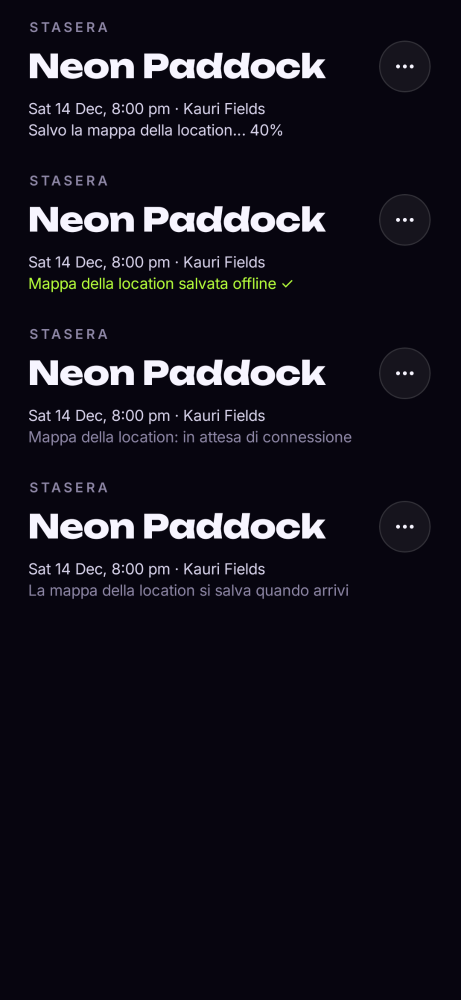 STASERA
Neon Paddock
Sat 14 Dec, 8:00 pm · Kauri Fields
Salvo la mappa della location… 40%
STASERA
Neon Paddock
Sat 14 Dec, 8:00 pm · Kauri Fields
Mappa della location salvata offline ✓
STASERA
Neon Paddock
Sat 14 Dec, 8:00 pm · Kauri Fields
Mappa della location: in attesa di connessione
STASERA
Neon Paddock
Sat 14 Dec, 8:00 pm · Kauri Fields
La mappa della location si salva quando arrivi